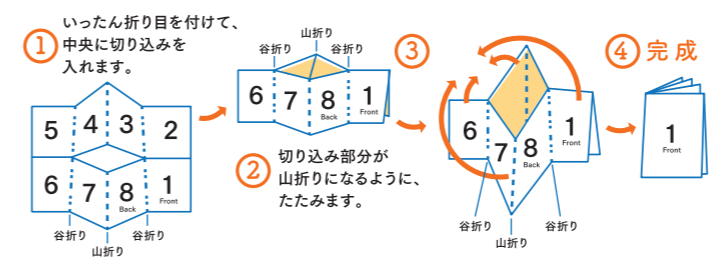 1
いったん折り目を付けて、
中央に切り込みを
入れます。
5 4 3 2
6 7 8 1
Back Front
谷折り 谷折り
山折り
山折り
谷折り 谷折り
6 7 8 1
Back Front
2
切り込み部分が
山折りになるように、
たたみます。
3
6 7 8 1
Back Front
谷折り 谷折り
山折り
4 完成
1
Front